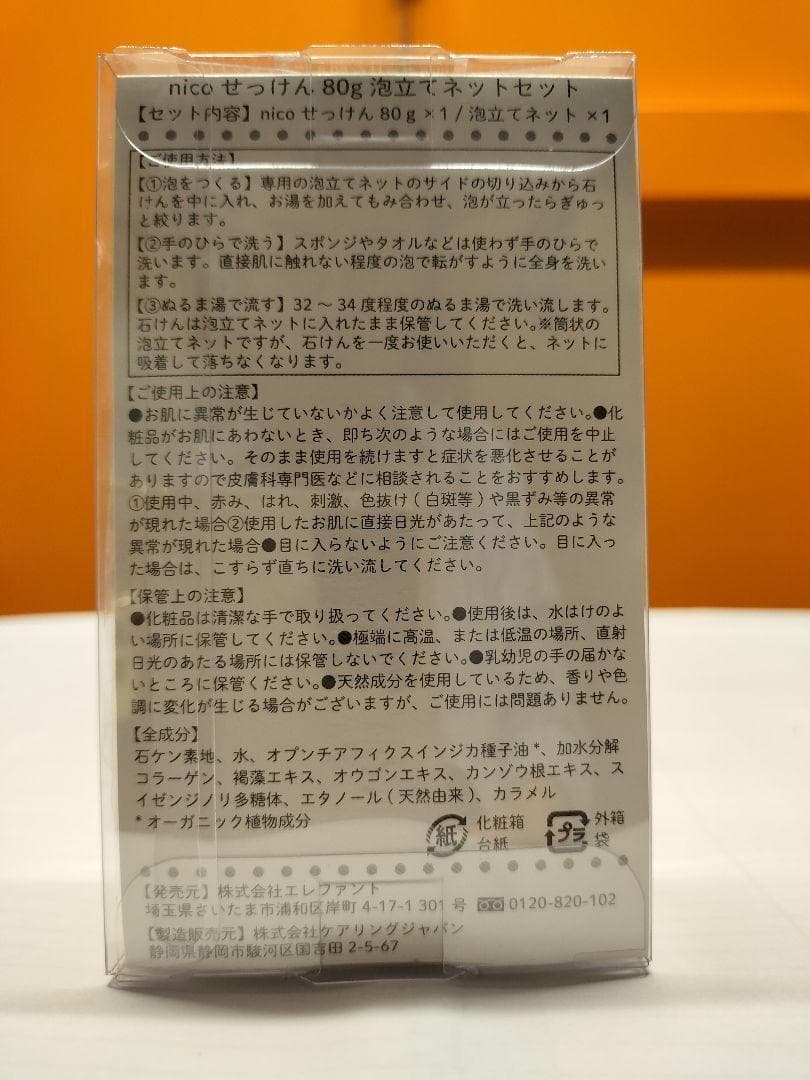 nico せっけん 80g 泡立てネットセット
【セット内容】nico せっけん 80g ×1 / 泡立てネット ×1
【ご使用方法】
【①泡をつくる】専用の泡立てネットのサイドの切り込みから石
けんを中に入れ、お湯を加えてもみ合わせ、泡が立ったらぎゅっ
と絞ります。
【②手のひらで洗う】スポンジやタオルなどは使わず手のひらで
洗います。直接肌に触れない程度の泡で転がすように全身を洗い
ます。
【③ぬるま湯で流す】32 〜 34 度程度のぬるま湯で洗い流します。
石けんは泡立てネットに入れたまま保管してください。※筒状の
泡立てネットですが、石けんを一度お使いいただくと、ネットに
吸着して落ちなくなります。
【ご使用上の注意】
●お肌に異常が生じていないかよく注意して使用してください。●化
粧品がお肌にあわないとき、即ち次のような場合にはご使用を中止
してください。そのまま使用を続けますと症状を悪化させることが
ありますので皮膚科専門医などに相談されることをおすすめします。
①使用中、赤み、はれ、刺激、色抜け ( 白斑等 ) や黒ずみ等の異常
が現れた場合②使用したお肌に直接日光があたって、上記のような
異常が現れた場合●目に入らないようにご注意ください。目に入っ
た場合は、こすらず直ちに洗い流してください。
【保管上の注意】
●化粧品は清潔な手で取り扱ってください。●使用後は、水はけのよ
い場所に保管してください。●極端に高温、または低温の場所、直射
日光のあたる場所には保管しないでください。●乳幼児の手の届かな
いところに保管ください。●天然成分を使用しているため、香りや色
調に変化が生じる場合がございますが、ご使用には問題ありません。
【全成分】
石ケン素地、水、オプンチアフィクスインジカ種子油 *、加水分解
コラーゲン、褐藻エキス、オウゴンエキス、カンゾウ根エキス、ス
イゼンジノリ多糖体、エタノール ( 天然由来 )、カラメル
* オーガニック植物成分
紙 化粧箱 台紙 プラ 外箱 袋
【発売元】株式会社エレファント
埼玉県さいたま市浦和区岸町 4-17-1 301 号 0120-820-102
【製造販売元】株式会社ケアリングジャパン
静岡県静岡市駿河区国吉田 2-5-67